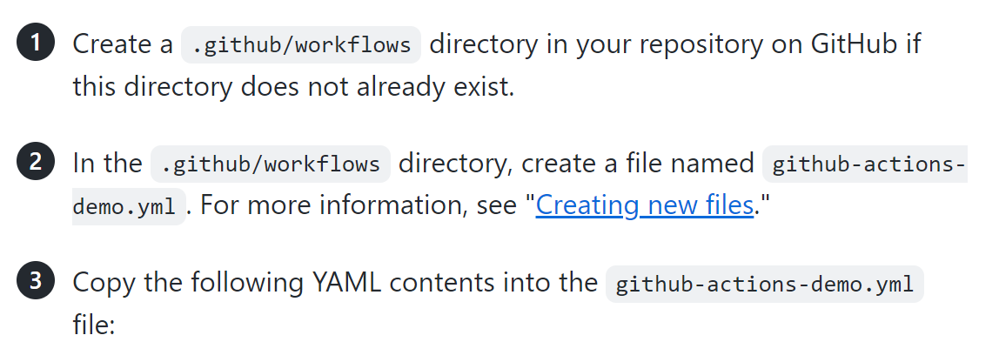 1 Create a .github/workflows directory in your repository on GitHub if
this directory does not already exist.
2 In the .github/workflows directory, create a file named github-actions-
demo.yml. For more information, see "Creating new files."
3 Copy the following YAML contents into the github-actions-demo.yml
file: